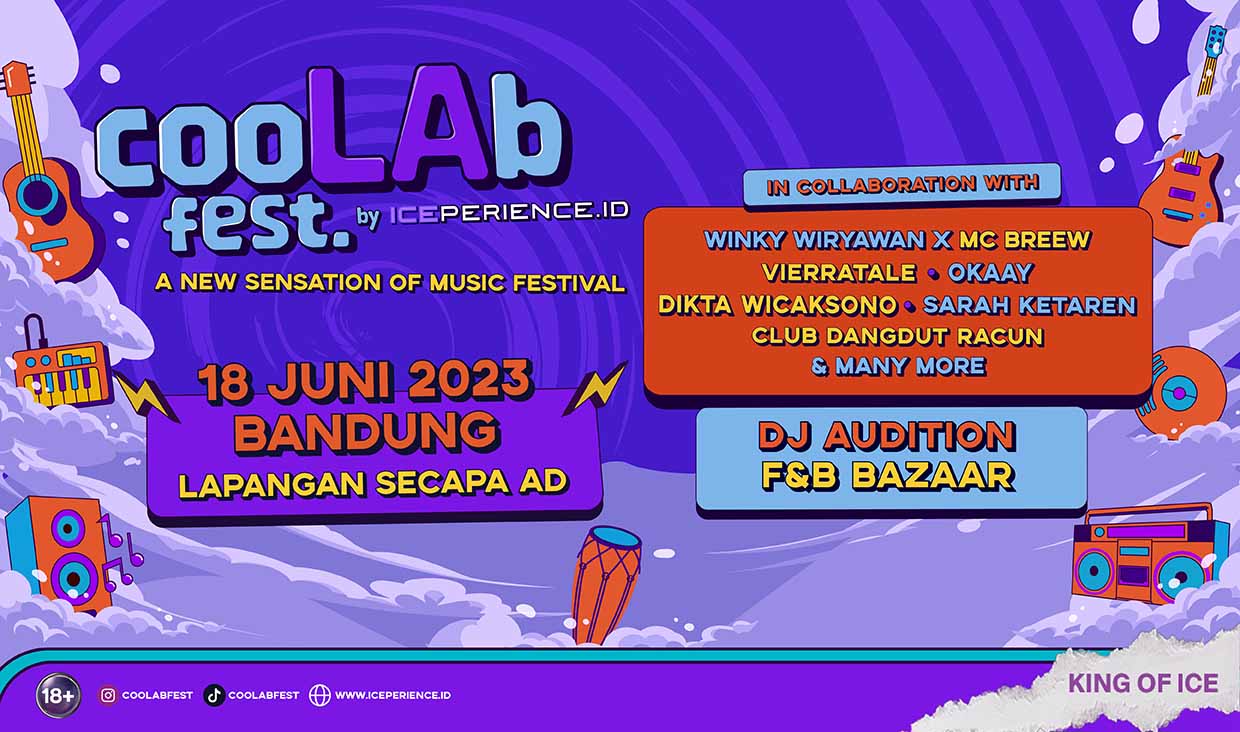 cooLAb
fest. by ICEPERIENCE.ID
A NEW SENSATION OF MUSIC FESTIVAL
18 JUNI 2023
BANDUNG
LAPANGAN SECAPA AD
IN COLLABORATION WITH
WINKY WIRYAWAN X MC BREEW
VIERRATALE • OKAAY
DIKTA WICAKSONO • SARAH KETAREN
CLUB DANGDUT RACUN
& MANY MORE
DJ AUDITION
F&B BAZAAR
18+ COOLABFEST COOLABFEST WWW.ICEPERIENCE.ID
KING OF ICE